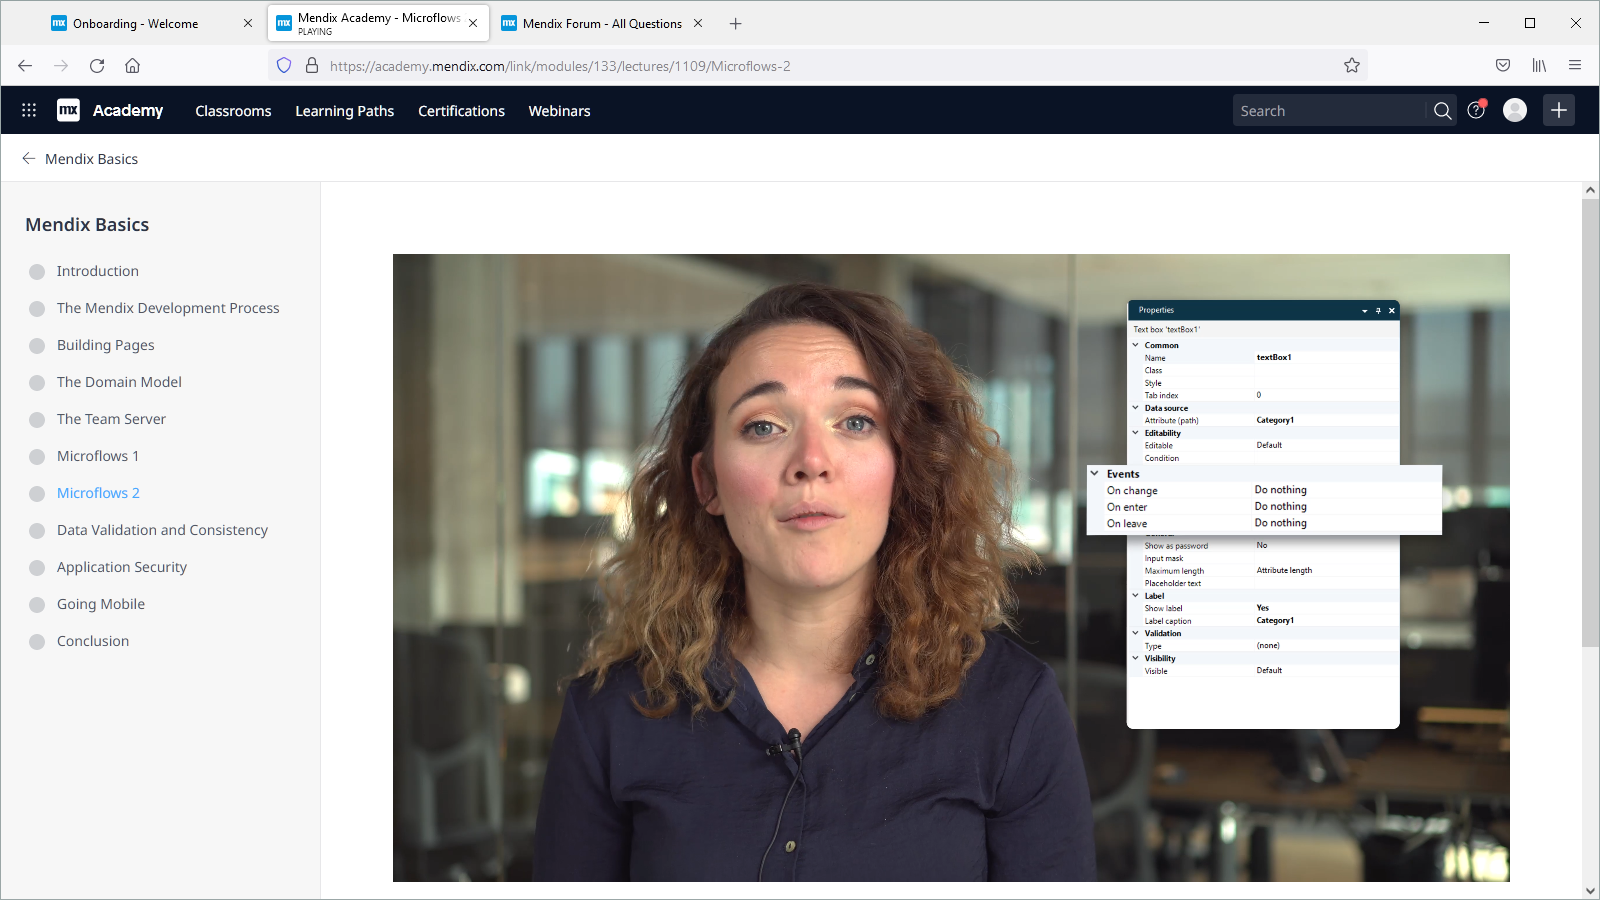 Onboarding - Welcome
Mendix Academy - Microflows
PLAYING
Mendix Forum - All Questions
https://academy.mendix.com/link/modules/133/lectures/1109/Microflows-2
mx Academy
Classrooms
Learning Paths
Certifications
Webinars
Search
Mendix Basics
Mendix Basics
Introduction
The Mendix Development Process
Building Pages
The Domain Model
The Team Server
Microflows 1
Microflows 2
Data Validation and Consistency
Application Security
Going Mobile
Conclusion
Properties
Text box 'textBox1'
Common
Name textBox1
Class
Style
Tab index 0
Data source
Attribute (path) Category1
Editability
Editable Default
Condition
Events
On change Do nothing
On enter Do nothing
On leave Do nothing
Show as password No
Input mask
Maximum length Attribute length
Placeholder text
Label
Show label Yes
Label caption Category1
Validation
Type (none)
Visibility
Visible Default